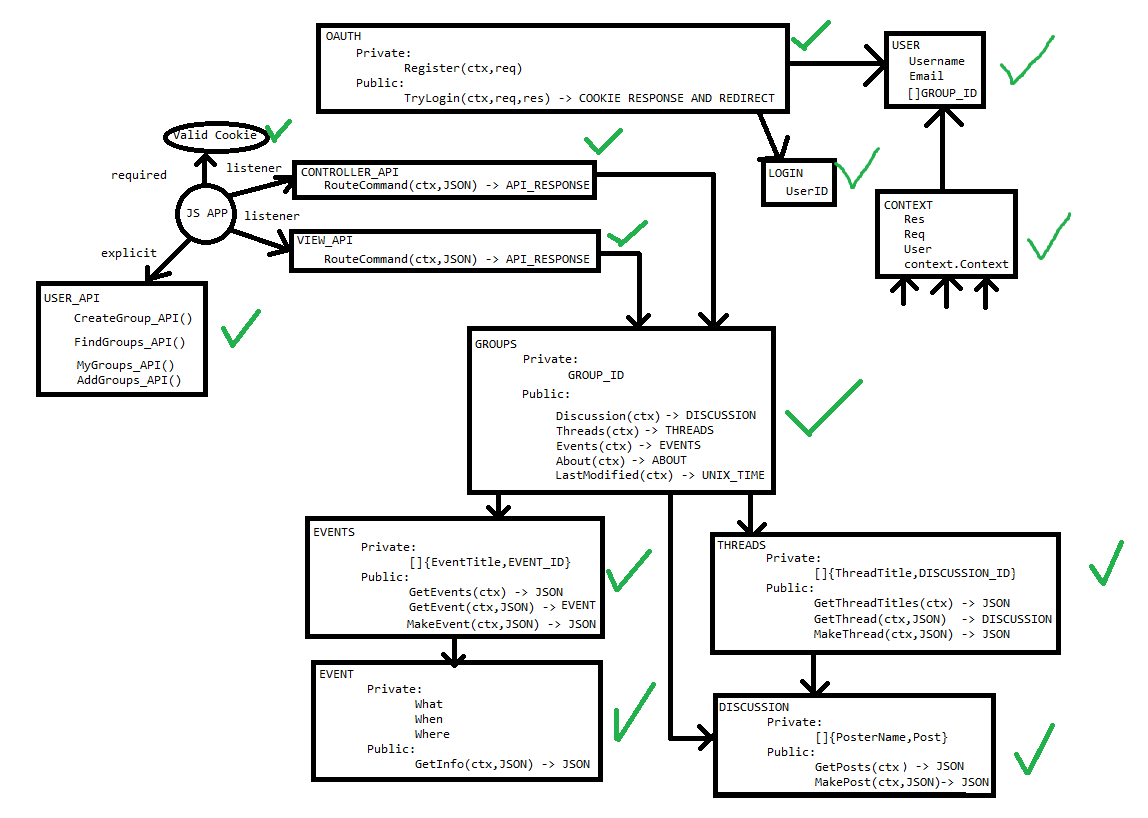 OAUTH
Private:
Register(ctx,req)
Public:
TryLogin(ctx,req,res) -> COOKIE RESPONSE AND REDIRECT
USER
Username
Email
[]GROUP_ID
Valid Cookie
required
listener
CONTROLLER_API
RouteCommand(ctx,JSON) -> API_RESPONSE
LOGIN
UserID
JS APP
listener
VIEW_API
RouteCommand(ctx,JSON) -> API_RESPONSE
CONTEXT
Res
Req
User
context.Context
explicit
USER_API
CreateGroup_API()
FindGroups_API()
MyGroups_API()
AddGroups_API()
GROUPS
Private:
GROUP_ID
Public:
Discussion(ctx) -> DISCUSSION
Threads(ctx) -> THREADS
Events(ctx) -> EVENTS
About(ctx) -> ABOUT
LastModified(ctx) -> UNIX_TIME
EVENTS
Private:
[]{EventTitle,EVENT_ID}
Public:
GetEvents(ctx) -> JSON
GetEvent(ctx,JSON) -> EVENT
MakeEvent(ctx,JSON) -> JSON
THREADS
Private:
[]{ThreadTitle,DISCUSSION_ID}
Public:
GetThreadTitles(ctx) -> JSON
GetThread(ctx,JSON) -> DISCUSSION
MakeThread(ctx,JSON) -> JSON
EVENT
Private:
What
When
Where
Public:
GetInfo(ctx,JSON) -> JSON
DISCUSSION
Private:
[]{PosterName,Post}
Public:
GetPosts(ctx) -> JSON
MakePost(ctx,JSON)-> JSON